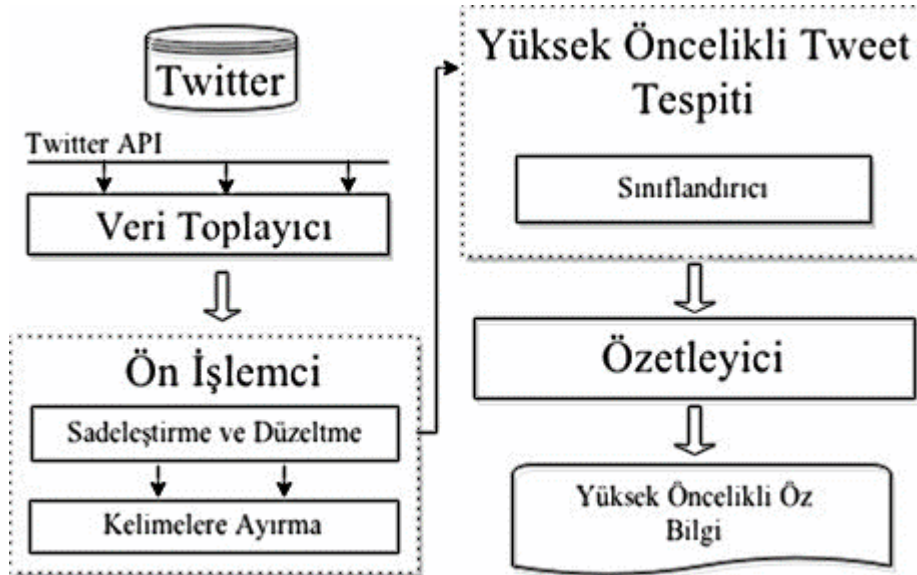 Twitter
Twitter API
Veri Toplayıcı
Ön İşlemci
Sadeleştirme ve Düzeltme
Kelimelere Ayırma
Yüksek Öncelikli Tweet
Tespiti
Sınıflandırıcı
Özetleyici
Yüksek Öncelikli Öz
Bilgi